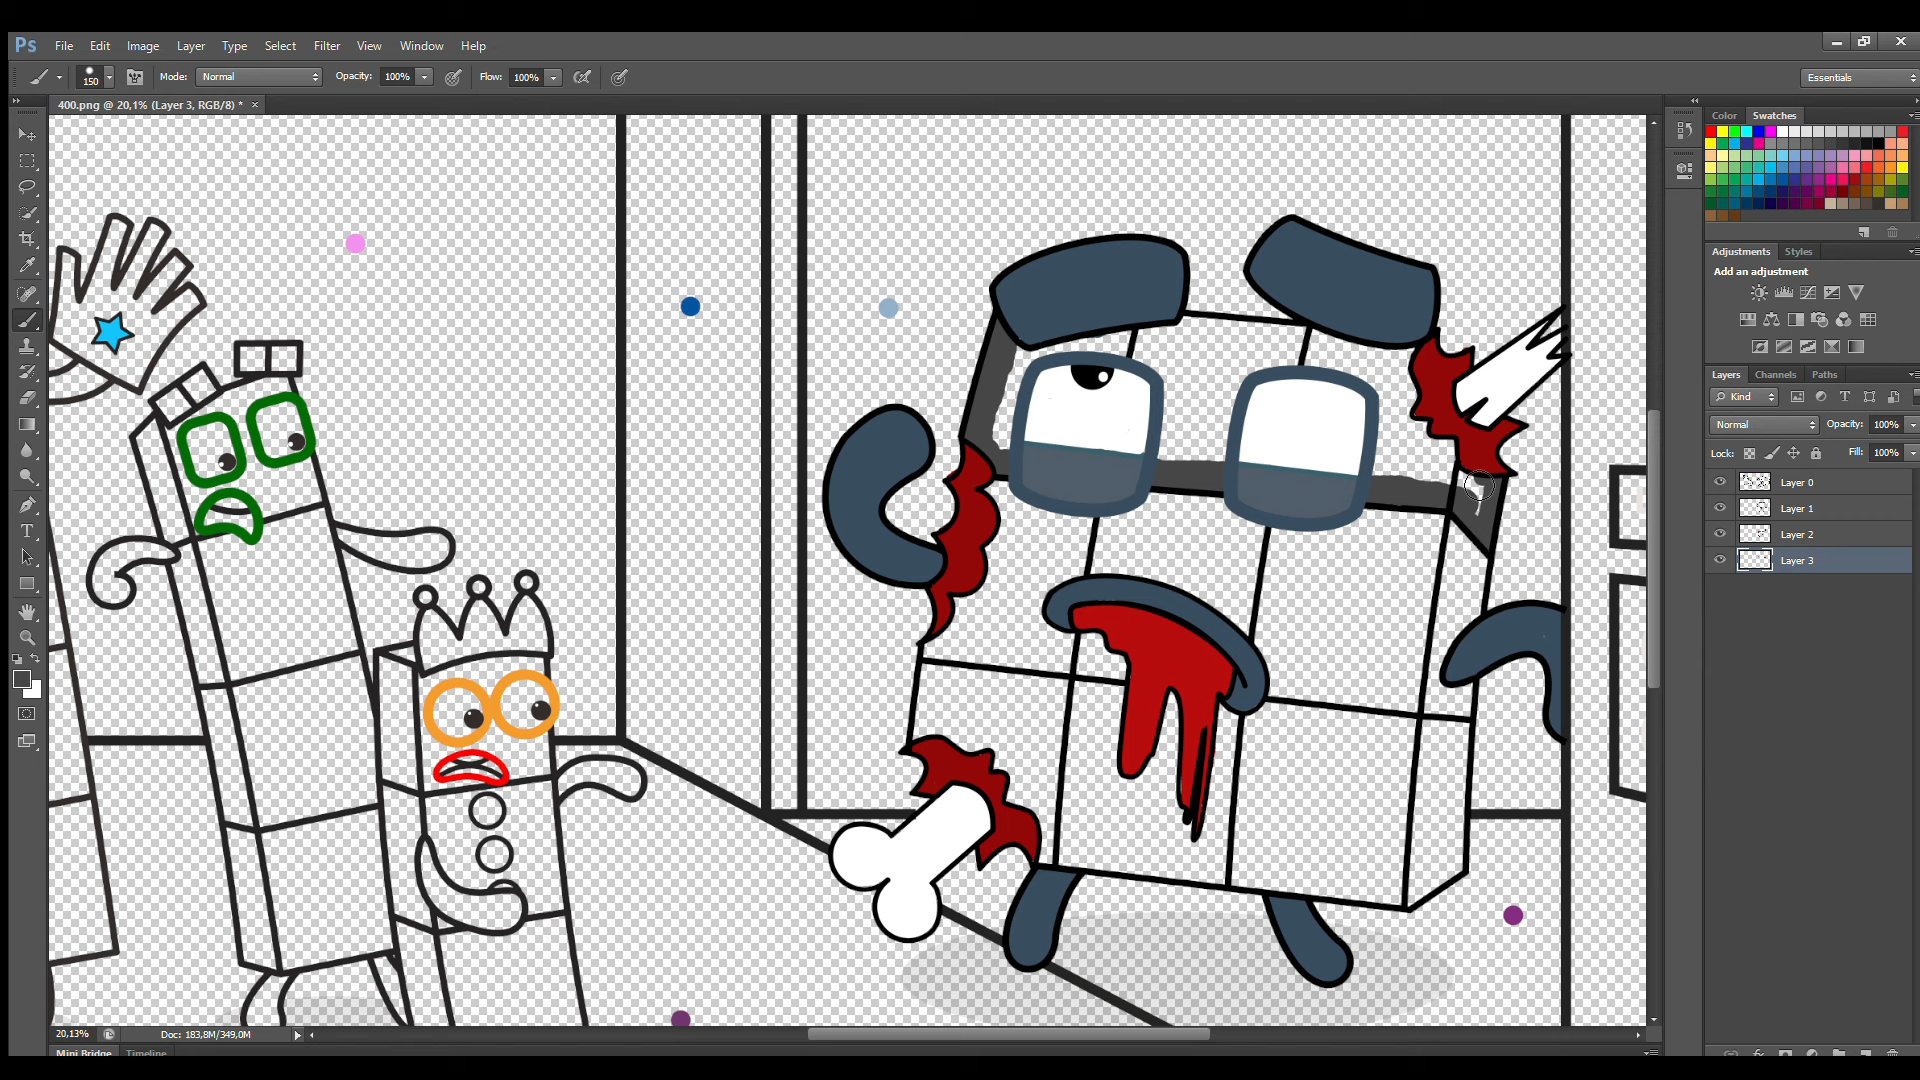 Ps File Edit Image Layer Type Select Filter View Window Help
150 Mode: Normal Opacity: 100% Flow: 100% Essentials
400.png @ 20,1% (Layer 3, RGB/8) * ×
Color Swatches
Adjustments Styles
Add an adjustment
Layers Channels Paths
Kind
Normal Opacity: 100%
Lock: Fill: 100%
Layer 0
Layer 1
Layer 2
Layer 3
20,13% Doc: 183,8M/349,0M
Mini Bridge Timeline